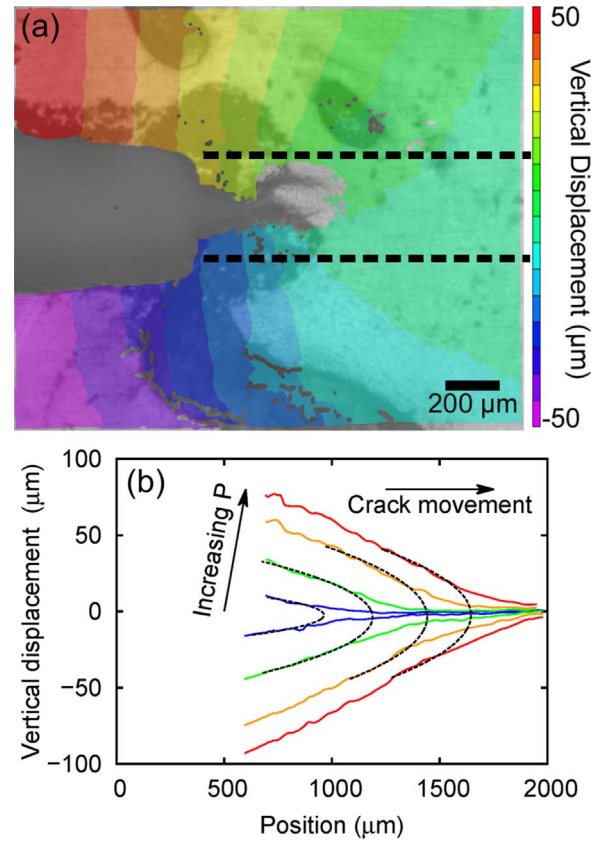 (a)
50
Vertical Displacement (μm)
-50
200 μm
(b)
100
50
0
−50
−100
Vertical displacement (μm)
Increasing P
Crack movement
0
500
1000
1500
2000
Position (μm)